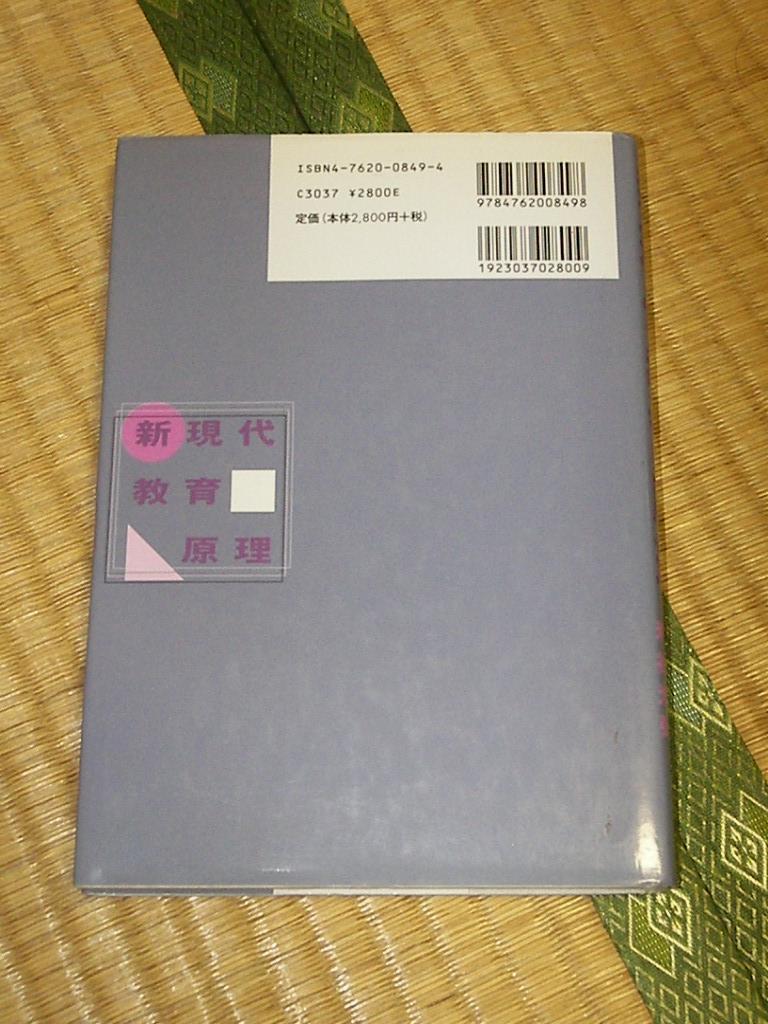 ISBN4-7620-0849-4
C3037 ¥2800E
定価(本体2,800円+税)
9784762008498
1923037028009
新現代
教育
原理